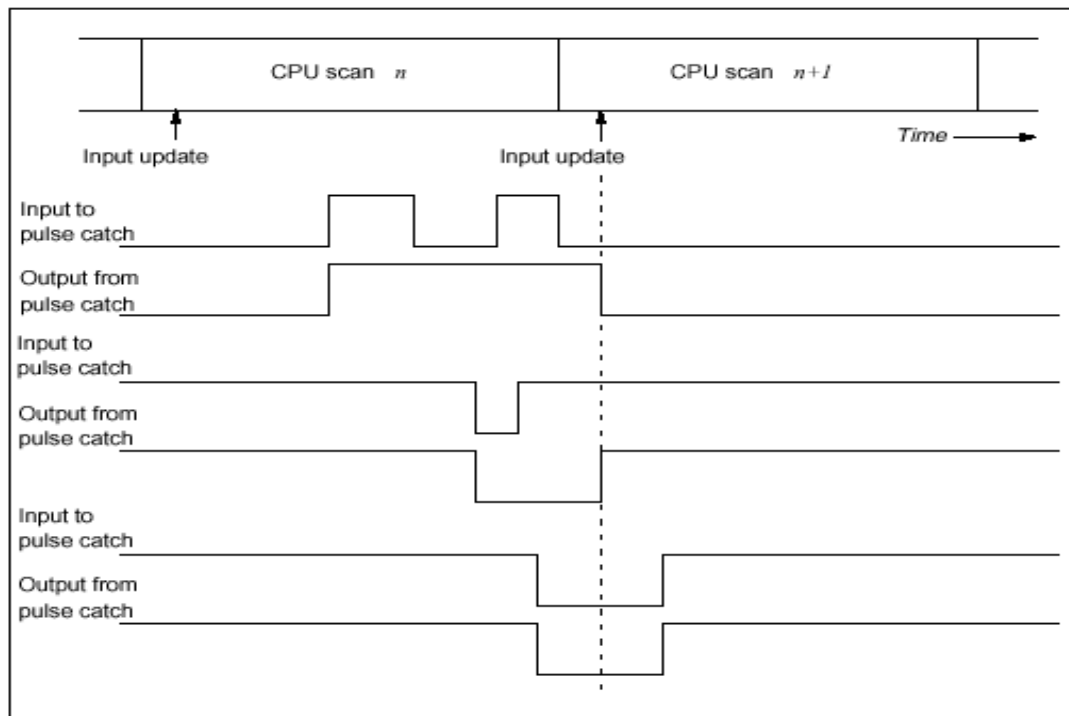 CPU scan n
CPU scan n+1
Time
Input update
Input update
Input to
pulse catch
Output from
pulse catch
Input to
pulse catch
Output from
pulse catch
Input to
pulse catch
Output from
pulse catch